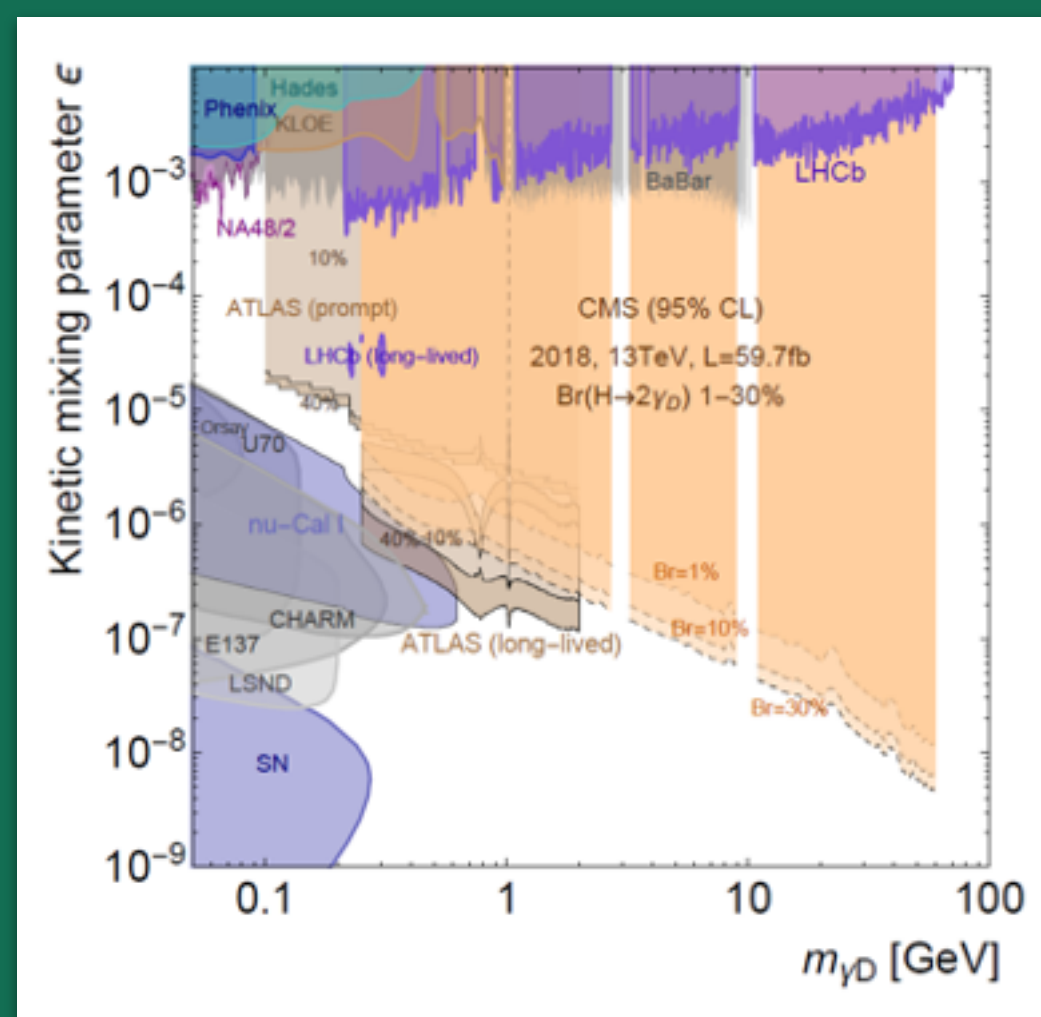 Kinetic mixing parameter ϵ
10⁻³
10⁻⁴
10⁻⁵
10⁻⁶
10⁻⁷
10⁻⁸
10⁻⁹
Hades
Phenix
KLOE
BaBar
LHCb
NA48/2
10%
ATLAS (prompt)
CMS (95% CL)
LHCb (long-lived)
2018, 13TeV, L=59.7fb
Br(H→2γD) 1-30%
40%
Orsay
U70
nu-Cal I
40% 10%
Br=1%
CHARM
Br=10%
E137
ATLAS (long-lived)
LSND
Br=30%
SN
0.1 1 10 100
mγD [GeV]